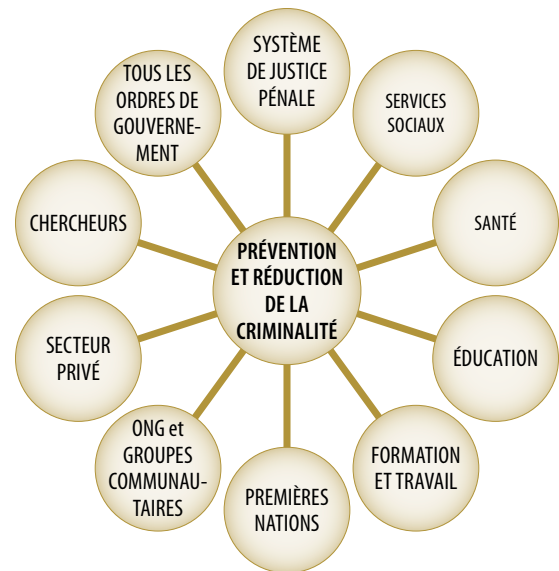 SYSTÈME
DE JUSTICE
PÉNALE
SERVICES
SOCIAUX
SANTÉ
ÉDUCATION
FORMATION
ET TRAVAIL
PREMIÈRES
NATIONS
ONG et
GROUPES
COMMUNAU-
TAIRES
SECTEUR
PRIVÉ
CHERCHEURS
TOUS LES
ORDRES DE
GOUVERNE-
MENT
PRÉVENTION
ET RÉDUCTION
DE LA
CRIMINALITÉ